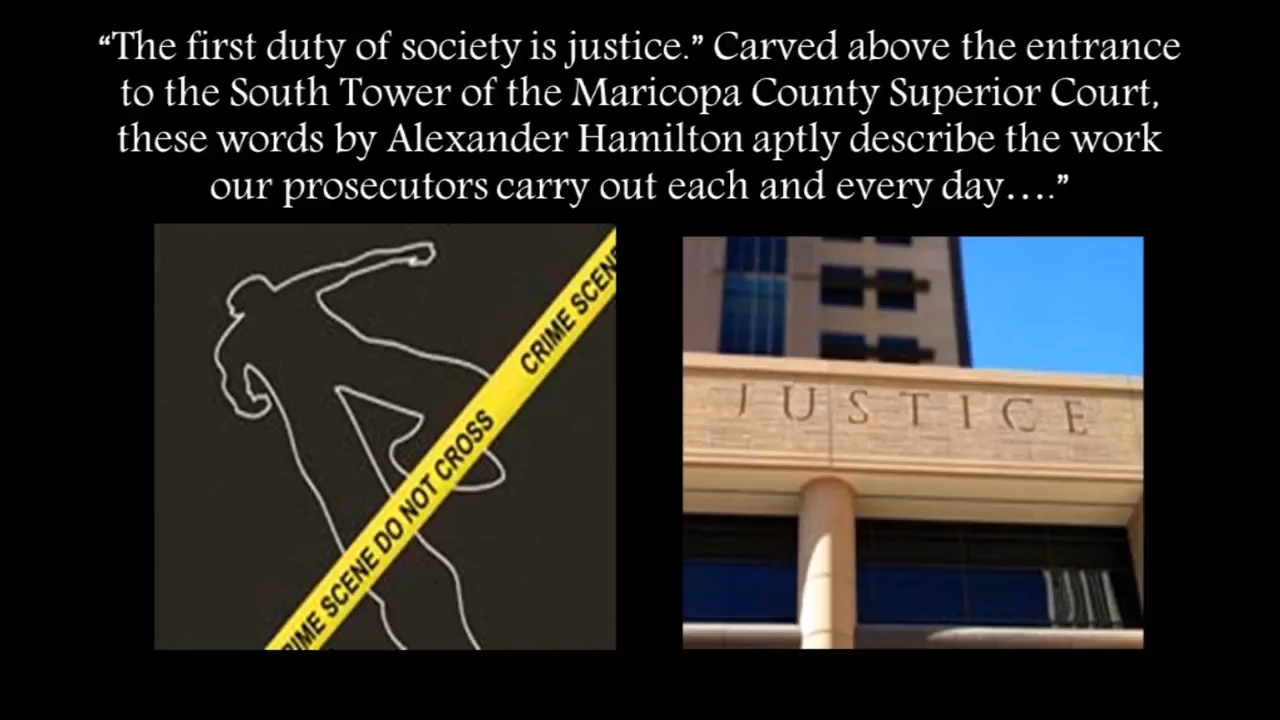 “The first duty of society is justice.” Carved above the entrance
to the South Tower of the Maricopa County Superior Court,
these words by Alexander Hamilton aptly describe the work
our prosecutors carry out each and every day….”
CRIME SCENE
CRIME SCENE DO NOT CROSS
JUSTICE